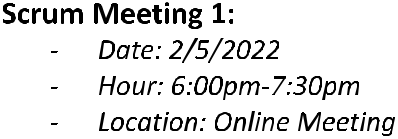 Scrum Meeting 1:
- Date: 2/5/2022
- Hour: 6:00pm-7:30pm
- Location: Online Meeting